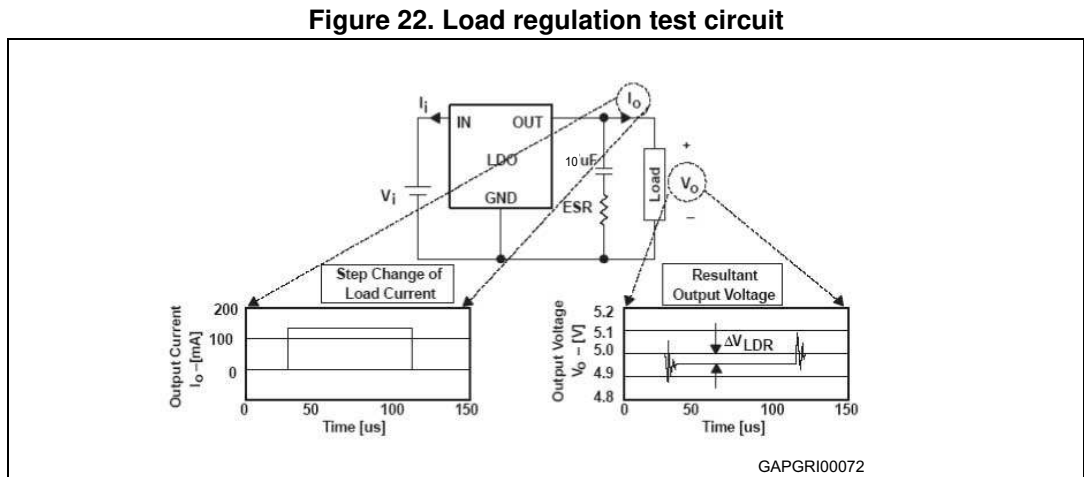 Figure 22. Load regulation test circuit
Ii
IN
OUT
Io
LDO
GND
Vi
10 uF
ESR
Load
+
Vo
–
Step Change of
Load Current
Output Current
Io –[mA]
200
100
0
0
50
100
150
Time [us]
Resultant
Output Voltage
Output Voltage
Vo – [V]
5.2
5.1
5.0
4.9
4.8
ΔVLDR
0
50
100
150
Time [us]
GAPGRI00072